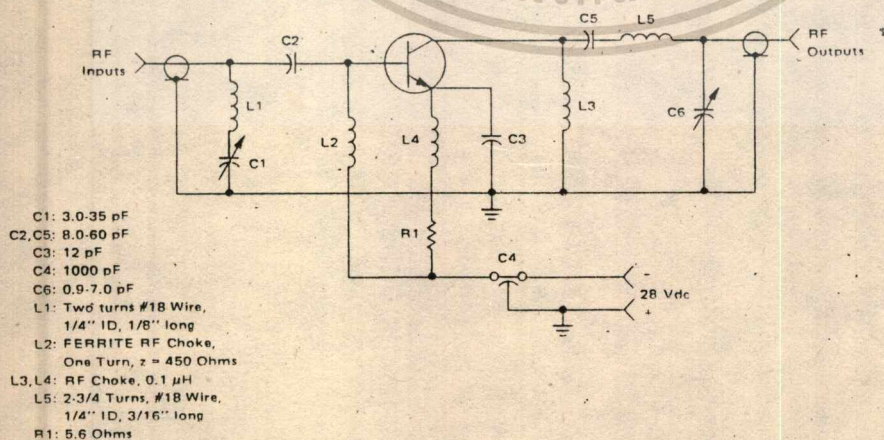 C5
L5
RF
Inputs
C2
RF
Outputs
L1
C1
L2
L4
C3
L3
C6
R1
C4
-
28 Vdc
+
C1: 3.0-35 pF
C2,C5: 8.0-60 pF
C3: 12 pF
C4: 1000 pF
C6: 0.9-7.0 pF
L1: Two turns #18 Wire,
1/4" ID, 1/8" long
L2: FERRITE RF Choke,
One Turn, z = 450 Ohms
L3,L4: RF Choke, 0.1 μH
L5: 2-3/4 Turns, #18 Wire,
1/4" ID, 3/16" long
R1: 5.6 Ohms